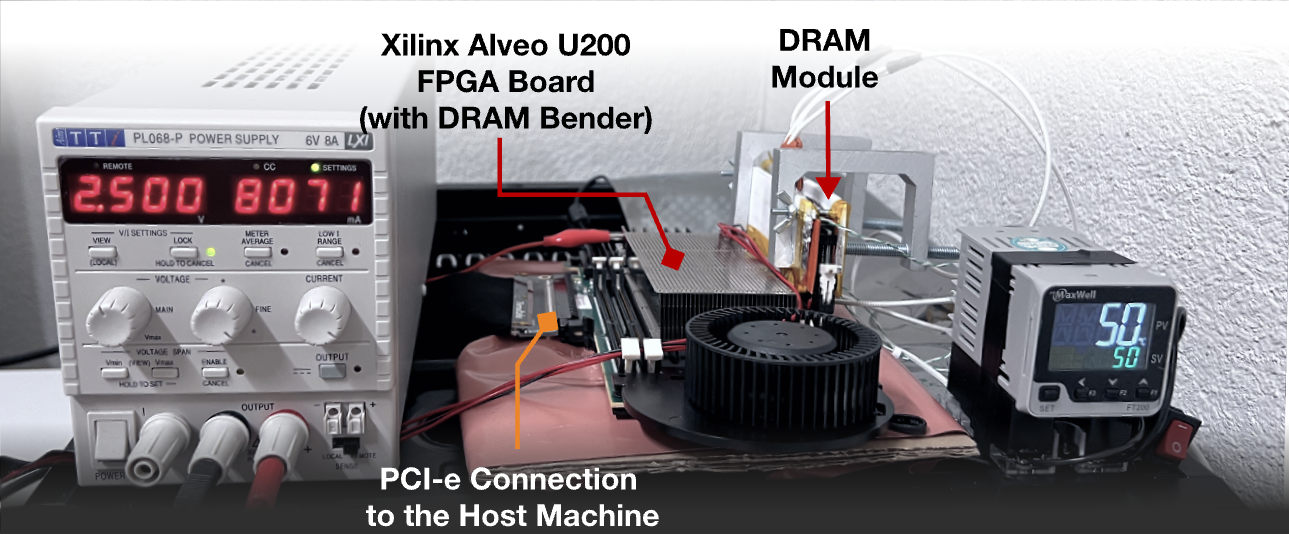 Xilinx Alveo U200
FPGA Board
(with DRAM Bender)
DRAM
Module
TTi
PL068-P POWER SUPPLY
6V 8A LXI
REMOTE
CC
SETTINGS
2.500 V
8071 mA
V/I SETTINGS
VIEW
(LOCAL)
LOCK
HOLD TO CANCEL
METER
AVERAGE
CANCEL
LOW I
RANGE
CANCEL
VOLTAGE
CURRENT
MAIN
FINE
Vmax
VOLTAGE SPAN
Vmin (VIEW) Vmax
HOLD TO SET
ENABLE
CANCEL
OUTPUT
I
OUTPUT
POWER
- +
+
LOCAL REMOTE
SENSE
MaxWell
50 °C PV
50 SV
SET
F3
F2
F1
FT200
PCI-e Connection
to the Host Machine